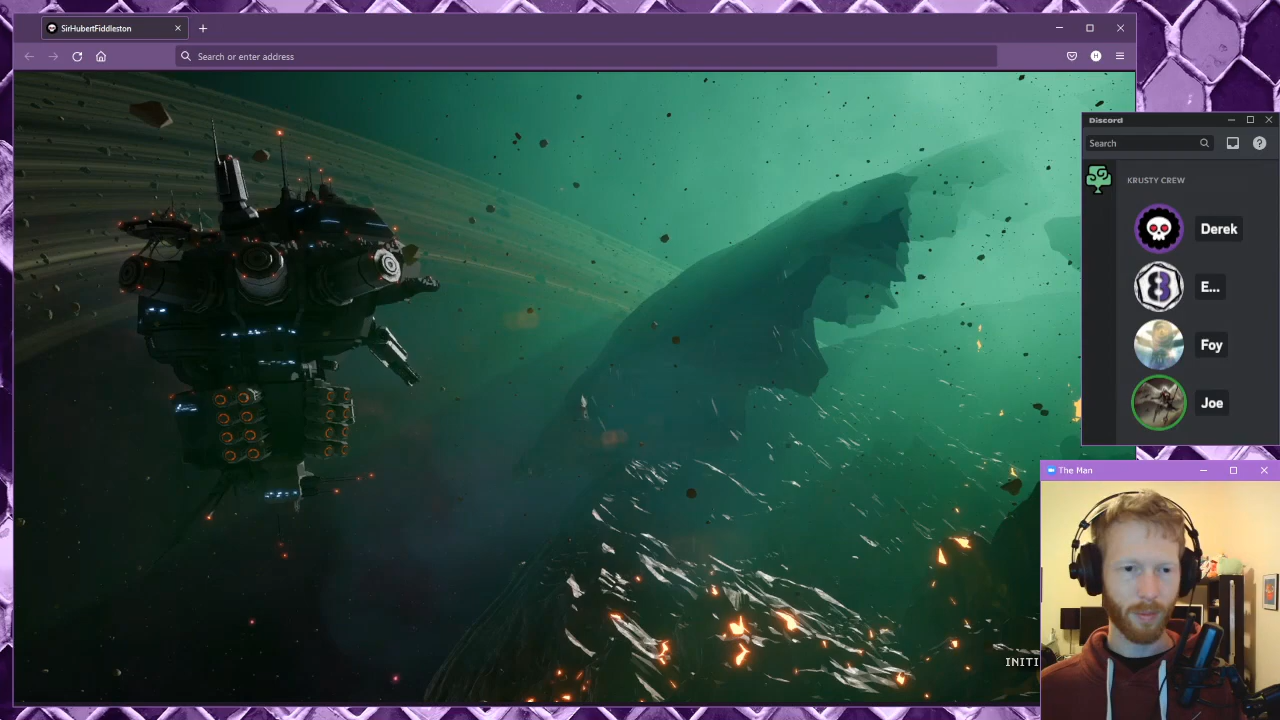 SirHubertFiddleston
Search or enter address
H
Discord
Search
KRUSTY CREW
Derek
E...
Foy
Joe
The Man
INITI